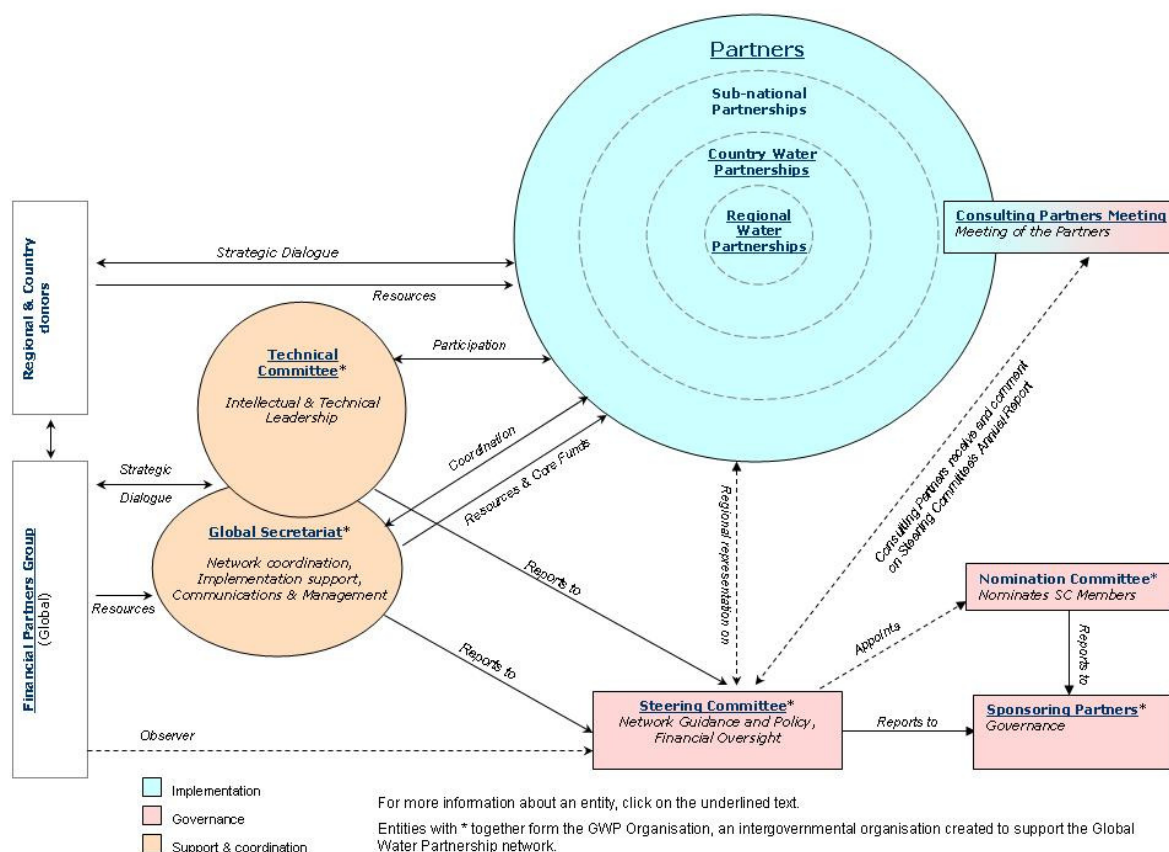 Partners
Sub-national
Partnerships
Country Water
Partnerships
Regional
Water
Partnerships
Consulting Partners Meeting
Meeting of the Partners
Regional & Country
donors
Strategic Dialogue
Resources
Technical
Committee*
Intellectual & Technical
Leadership
Participation
Coordination
Resources & Core Funds
Consulting Partners receive and comment
on Steering Committee's Annual Report
Regional representation on
Financial Partners Group
(Global)
Strategic
Dialogue
Resources
Global Secretariat*
Network coordination,
Implementation support,
Communications & Management
Reports to
Reports to
Observer
Steering Committee*
Network Guidance and Policy,
Financial Oversight
Appoints
Nomination Committee*
Nominates SC Members
Reports to
Reports to
Sponsoring Partners*
Governance
Implementation
Governance
Support & coordination
For more information about an entity, click on the underlined text.
Entities with * together form the GWP Organisation, an intergovernmental organisation created to support the Global
Water Partnership network.